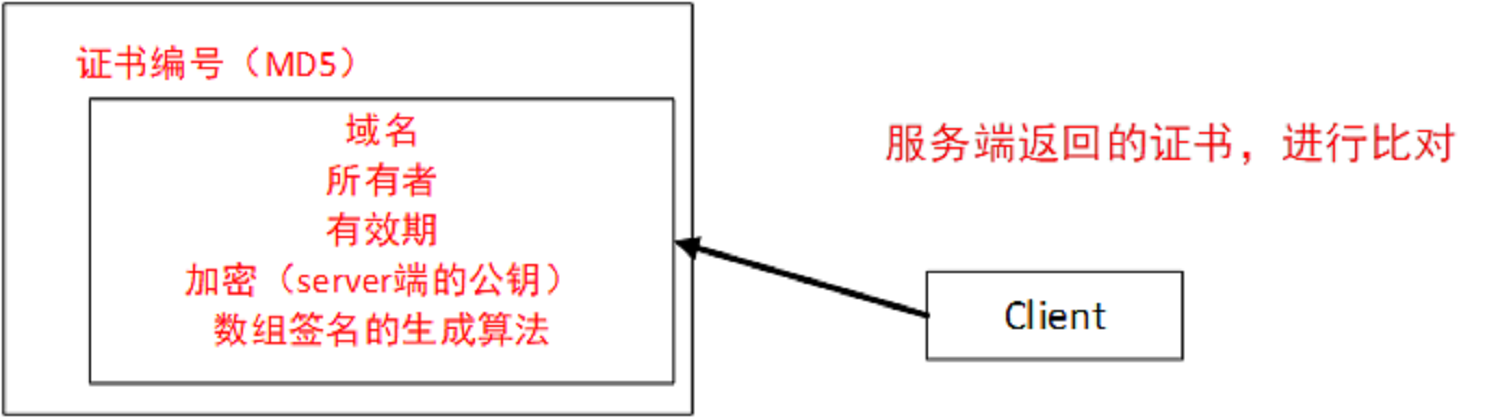 证书编号（MD5）
域名
所有者
有效期
加密（server端的公钥）
数组签名的生成算法
服务端返回的证书，进行比对
Client